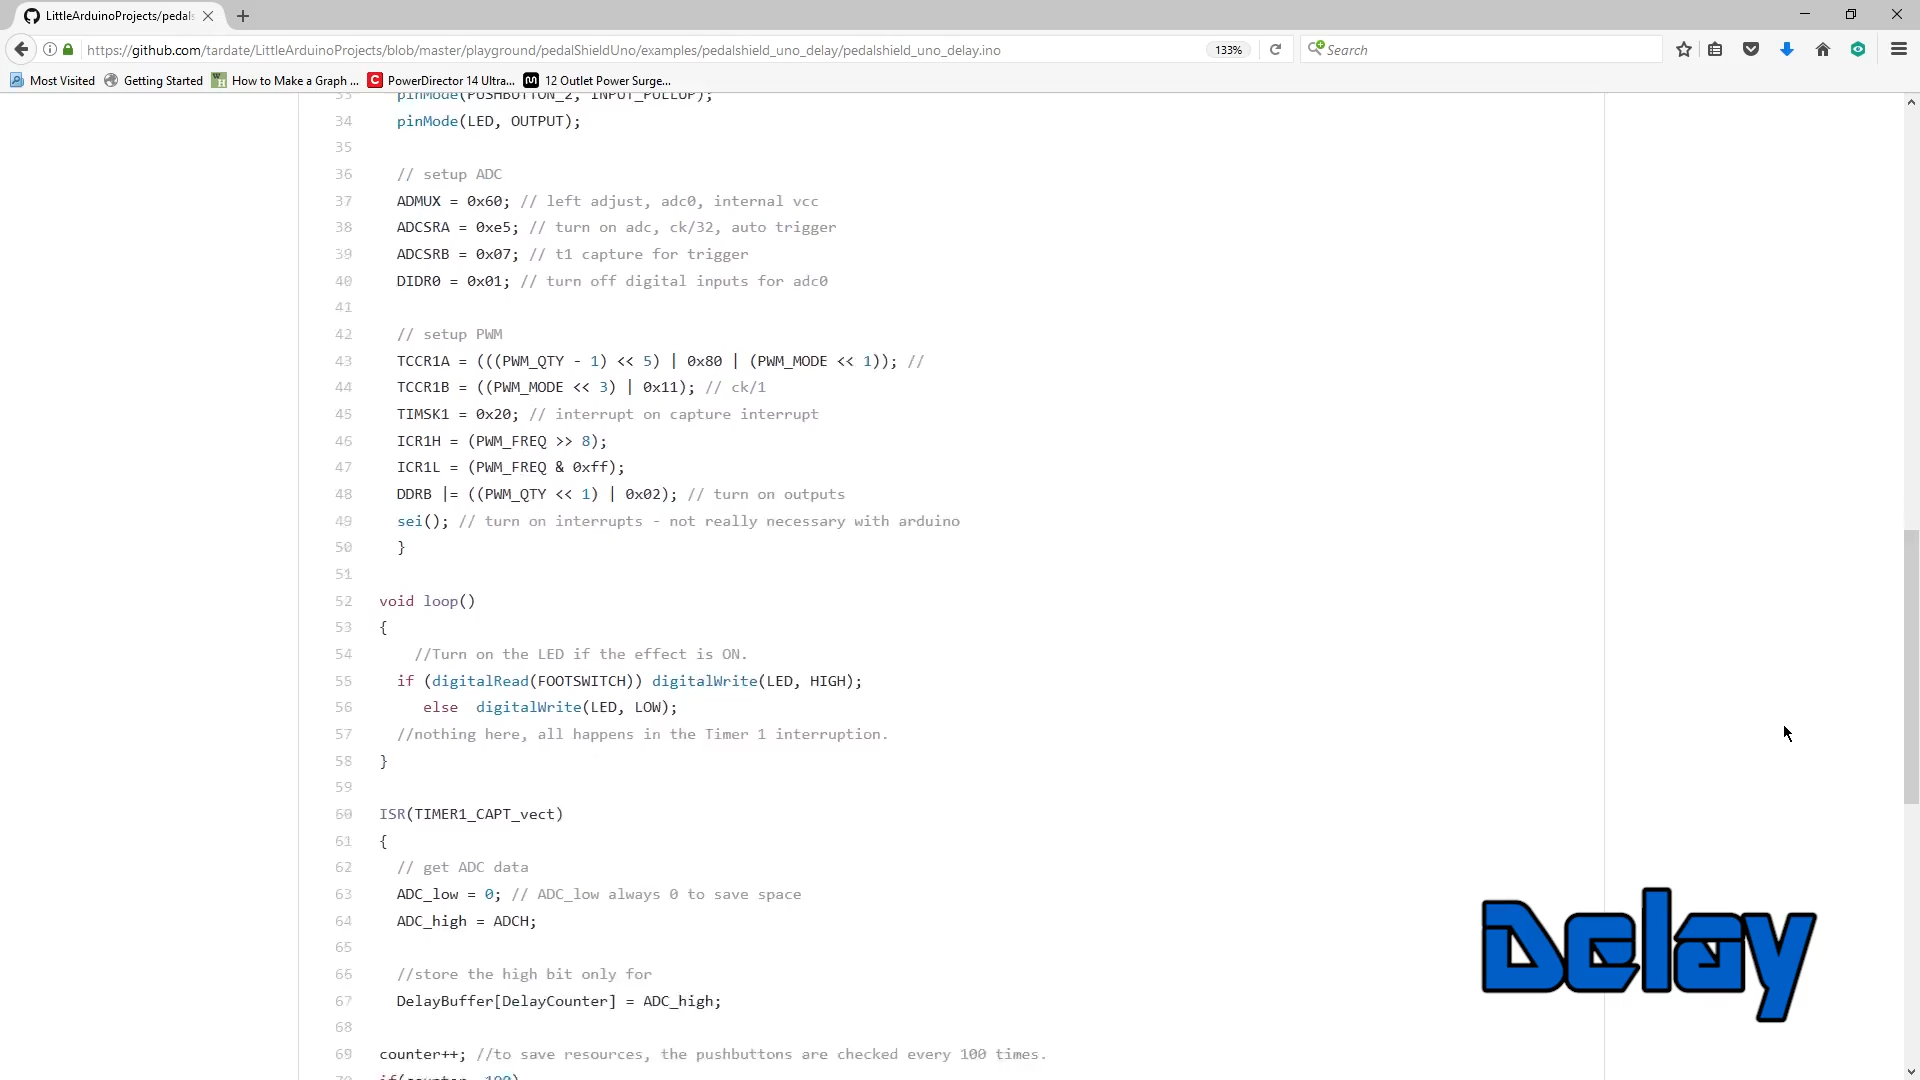 LittleArduinoProjects/pedals
https://github.com/tardate/LittleArduinoProjects/blob/master/playground/pedalShieldUno/examples/pedalshield_uno_delay/pedalshield_uno_delay.ino
133%
Search
Most Visited
Getting Started
How to Make a Graph ...
PowerDirector 14 Ultra...
12 Outlet Power Surge...
33 pinMode(PUSHBUTTON_2, INPUT_PULLUP);
34 pinMode(LED, OUTPUT);
35
36 // setup ADC
37 ADMUX = 0x60; // left adjust, adc0, internal vcc
38 ADCSRA = 0xe5; // turn on adc, ck/32, auto trigger
39 ADCSRB = 0x07; // t1 capture for trigger
40 DIDR0 = 0x01; // turn off digital inputs for adc0
41
42 // setup PWM
43 TCCR1A = (((PWM_QTY - 1) << 5) | 0x80 | (PWM_MODE << 1)); //
44 TCCR1B = ((PWM_MODE << 3) | 0x11); // ck/1
45 TIMSK1 = 0x20; // interrupt on capture interrupt
46 ICR1H = (PWM_FREQ >> 8);
47 ICR1L = (PWM_FREQ & 0xff);
48 DDRB |= ((PWM_QTY << 1) | 0x02); // turn on outputs
49 sei(); // turn on interrupts - not really necessary with arduino
50 }
51
52 void loop()
53 {
54 //Turn on the LED if the effect is ON.
55 if (digitalRead(FOOTSWITCH)) digitalWrite(LED, HIGH);
56 else digitalWrite(LED, LOW);
57 //nothing here, all happens in the Timer 1 interruption.
58 }
59
60 ISR(TIMER1_CAPT_vect)
61 {
62 // get ADC data
63 ADC_low = 0; // ADC_low always 0 to save space
64 ADC_high = ADCH;
65
66 //store the high bit only for
67 DelayBuffer[DelayCounter] = ADC_high;
68
69 counter++; //to save resources, the pushbuttons are checked every 100 times.
Delay